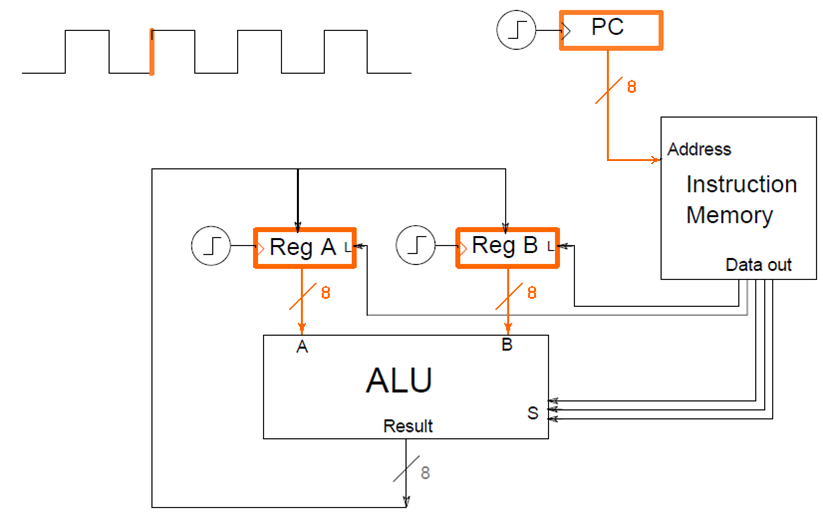 PC
8
Address
Instruction
Memory
Data out
Reg A L
Reg B L
8
8
A
B
ALU
S
Result
8